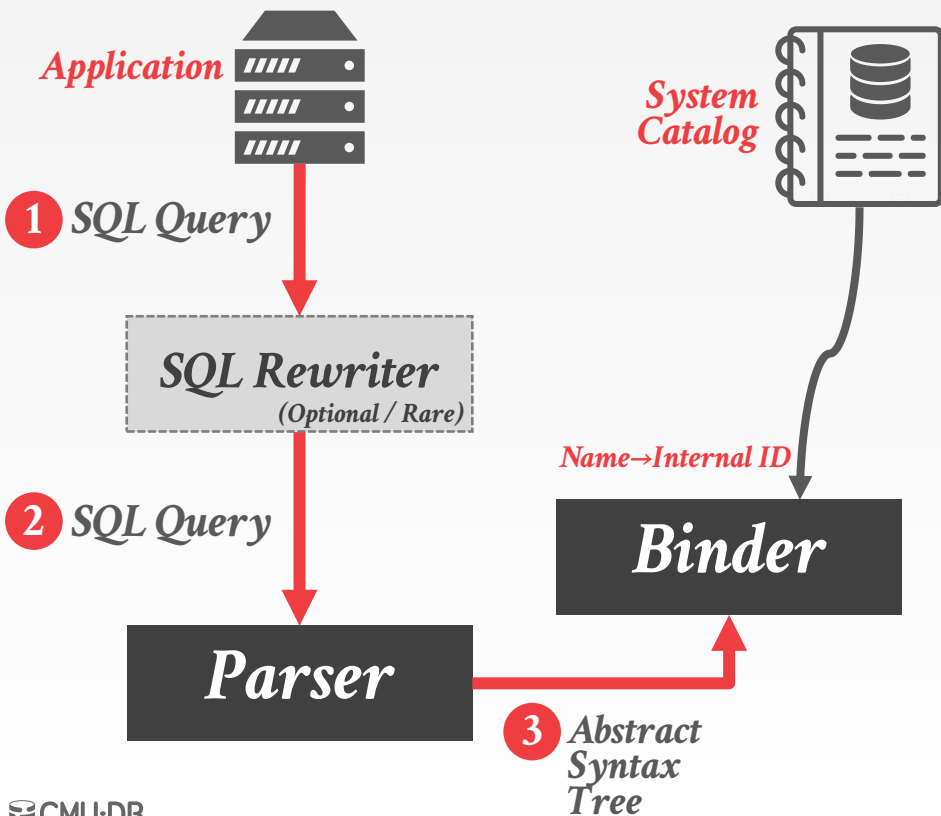 Application
System
Catalog
1 SQL Query
SQL Rewriter
(Optional / Rare)
Name→Internal ID
2 SQL Query
Binder
Parser
3 Abstract
Syntax
Tree
CMU·DB